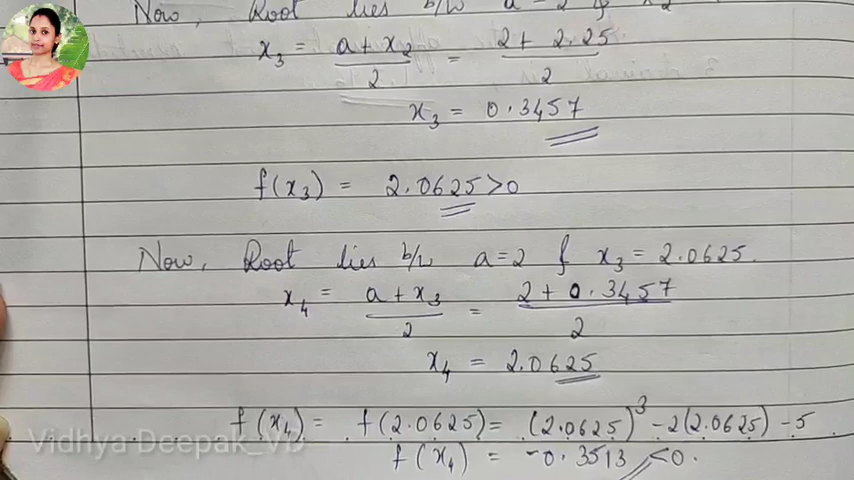 Now, Root lies b/w a = 2 & x₂
x₃ = a + x₂ / 2 = 2 + 2.25 / 2
x₃ = 0.3457
f(x₃) = 2.0625 > 0
Now, Root lies b/w a = 2 & x₃ = 2.0625.
x₄ = a + x₃ / 2 = 2 + 0.3457 / 2
x₄ = 2.0625
f(x₄) = f(2.0625) = (2.0625)³ - 2(2.0625) - 5
f(x₄) = -0.3513 < 0.
Vidhya Deepak_VD